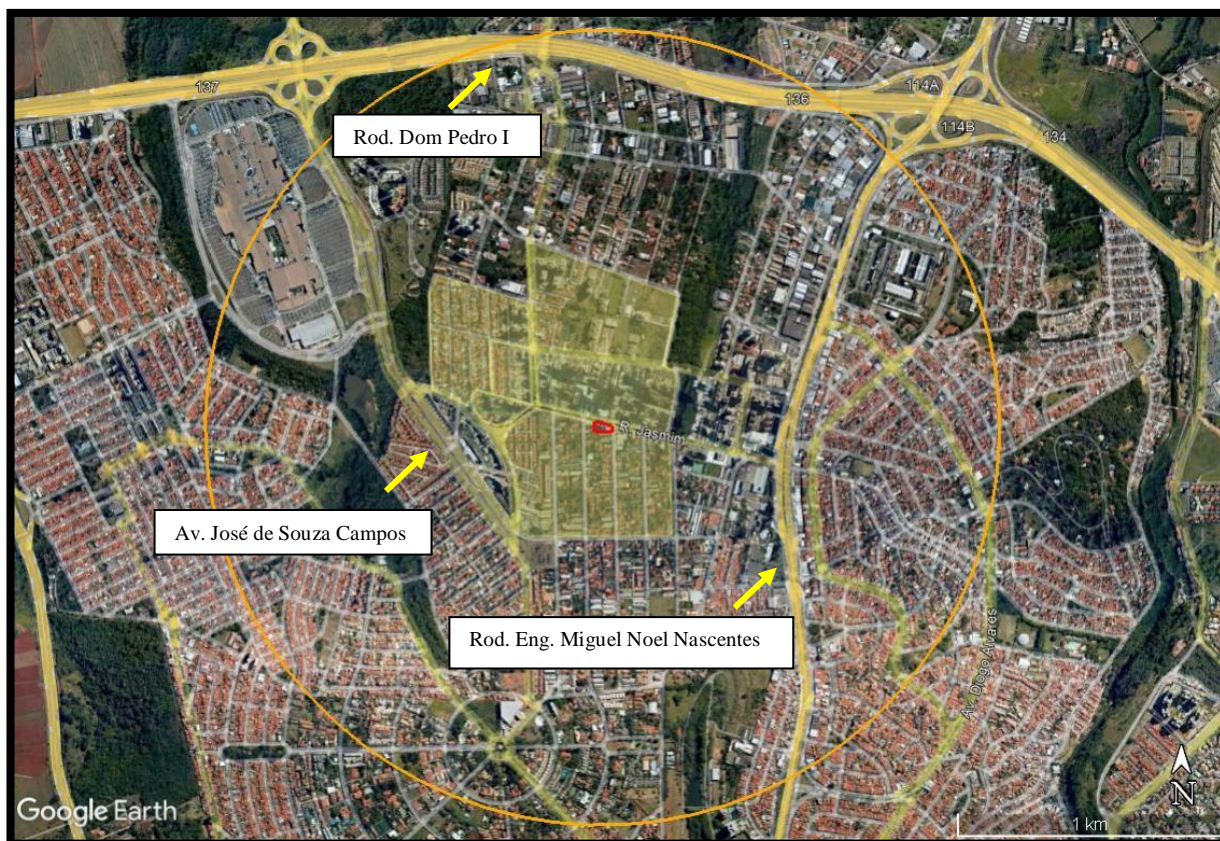 137
136
114A
114B
134
Rod. Dom Pedro I
R. Jasmim
Av. José de Souza Campos
Rod. Eng. Miguel Noel Nascentes
Av. Diogo Alvares
N
Google Earth
1 km